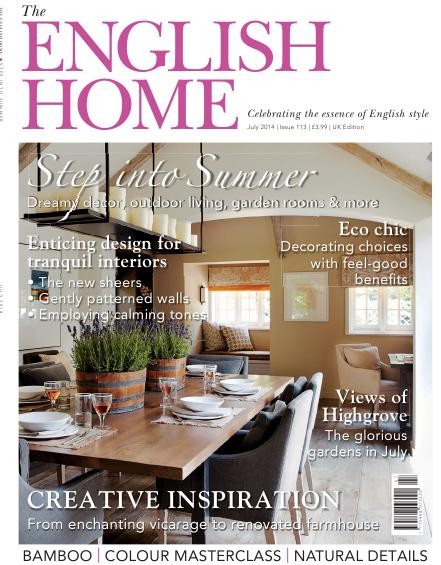 The
ENGLISH
HOME
Celebrating the essence of English style
July 2014 | Issue 113 | £3.99 | UK Edition
Step into Summer
Dreamy decor, outdoor living, garden rooms & more
Enticing design for
tranquil interiors
• The new sheers
• Gently patterned walls
• Employing calming tones
Eco chic
Decorating choices
with feel-good
benefits
Views of
Highgrove
The glorious
gardens in July
CREATIVE INSPIRATION
From enchanting vicarage to renovated farmhouse
BAMBOO | COLOUR MASTERCLASS | NATURAL DETAILS